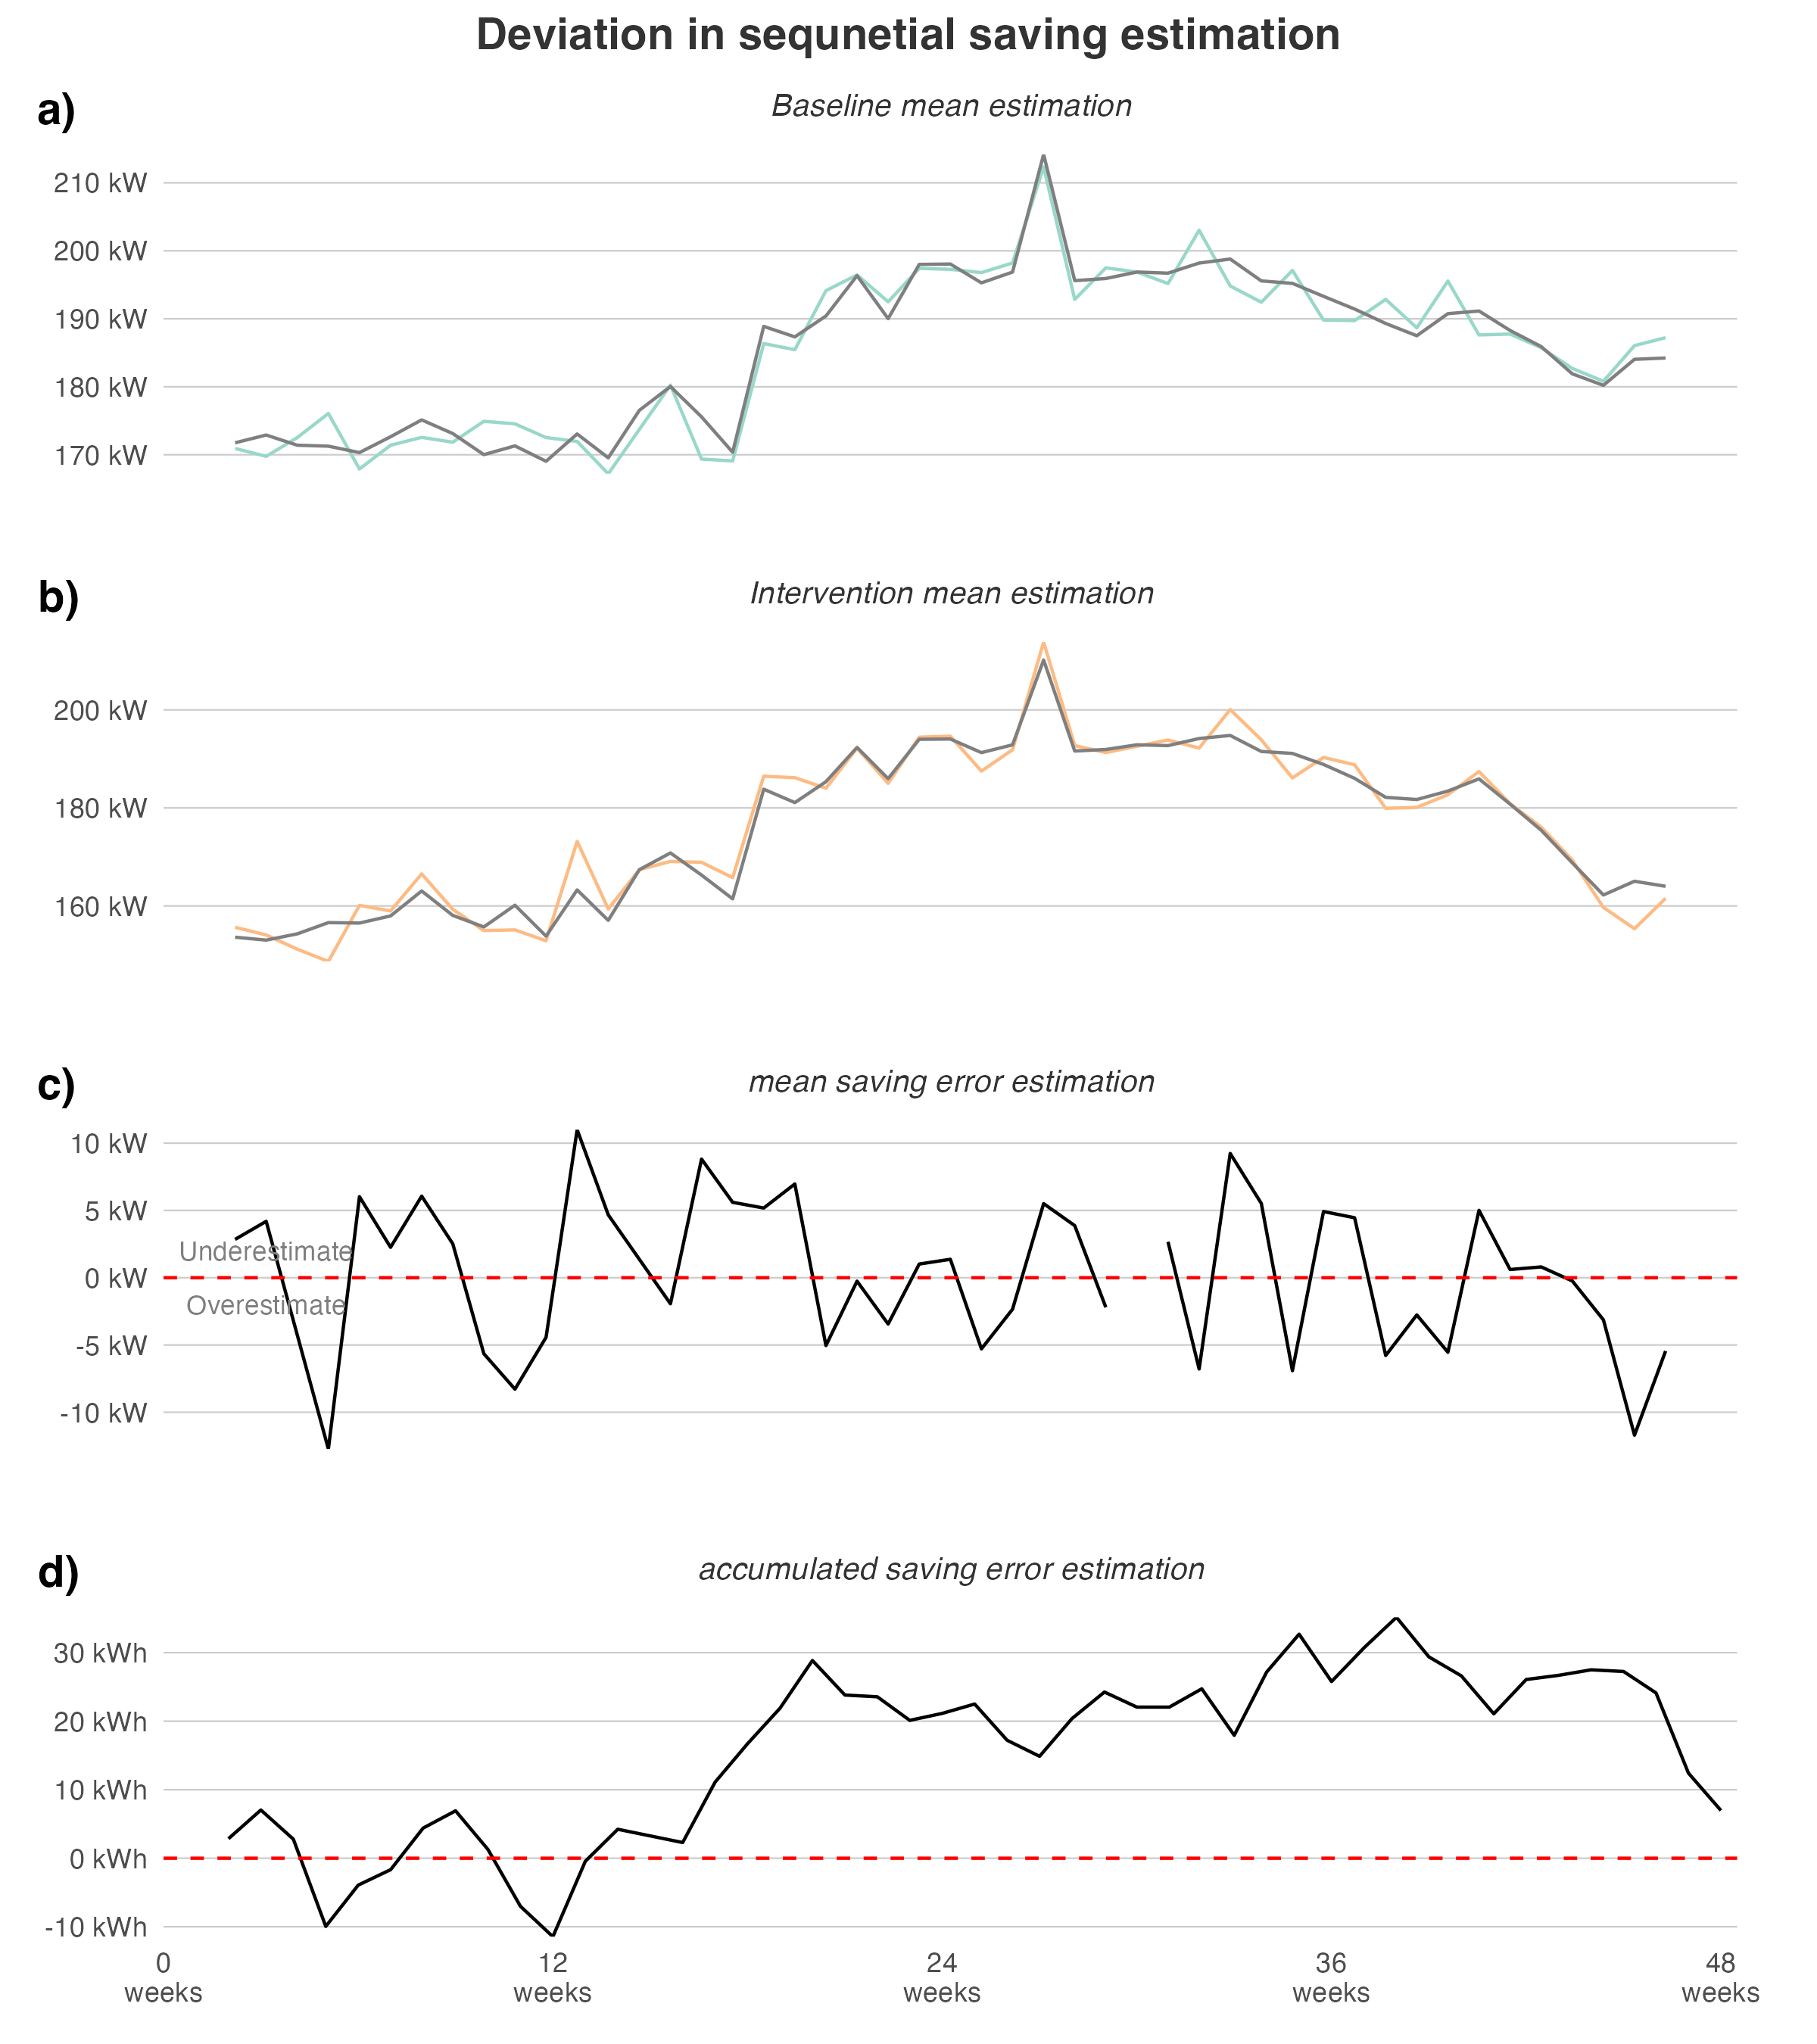 Deviation in sequnetial saving estimation
a)
Baseline mean estimation
210 kW
200 kW
190 kW
180 kW
170 kW
b)
Intervention mean estimation
200 kW
180 kW
160 kW
c)
mean saving error estimation
10 kW
5 kW
Underestimate
0 kW
Overestimate
-5 kW
-10 kW
d)
accumulated saving error estimation
30 kWh
20 kWh
10 kWh
0 kWh
-10 kWh
0 12 24 36 48
weeks weeks weeks weeks weeks